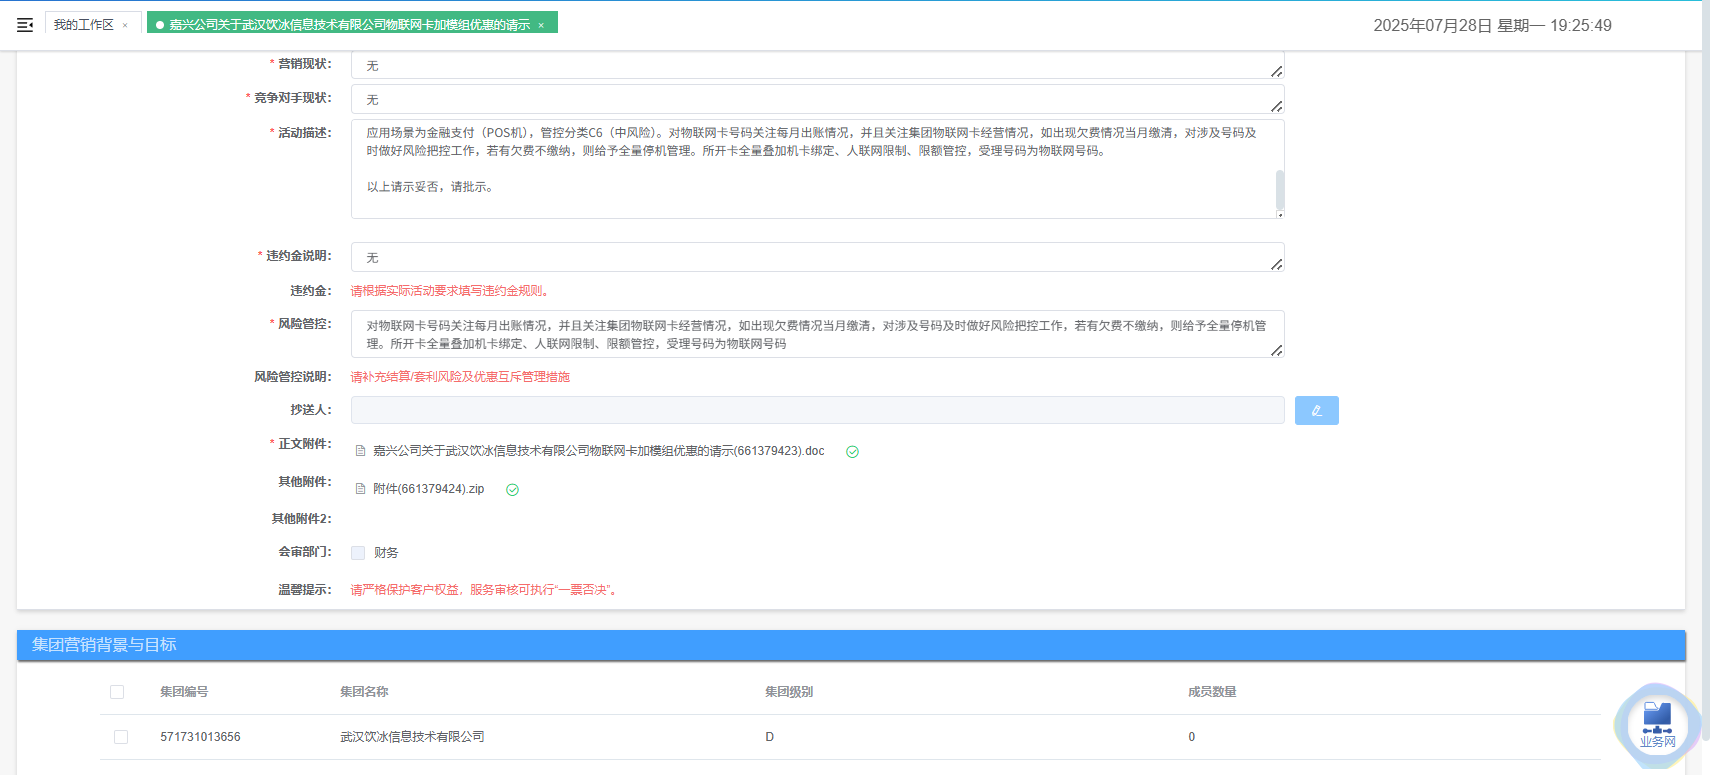 我的工作区 ×
嘉兴公司关于武汉饮冰信息技术有限公司物联网卡加模组优惠的请示 ×
2025年07月28日 星期一 19:25:49
* 营销现状：
无
* 竞争对手现状：
无
* 活动描述：
应用场景为金融支付（POS机），管控分类C6（中风险）。对物联网卡号码关注每月出账情况，并且关注集团物联网卡经营情况，如出现欠费情况当月缴清，对涉及号码及
时做好风险把控工作，若有欠费不缴纳，则给予全量停机管理。所开卡全量叠加机卡绑定、人联网限制、限额管控，受理号码为物联网号码。
以上请示妥否，请批示。
* 违约金说明：
无
违约金：
请根据实际活动要求填写违约金规则。
* 风险管控：
对物联网卡号码关注每月出账情况，并且关注集团物联网卡经营情况，如出现欠费情况当月缴清，对涉及号码及时做好风险把控工作，若有欠费不缴纳，则给予全量停机管
理。所开卡全量叠加机卡绑定、人联网限制、限额管控，受理号码为物联网号码
风险管控说明：
请补充结算/套利风险及优惠互斥管理措施
抄送人：
* 正文附件：
嘉兴公司关于武汉饮冰信息技术有限公司物联网卡加模组优惠的请示(661379423).doc
其他附件：
附件(661379424).zip
其他附件2：
会审部门：
财务
温馨提示：
请严格保护客户权益，服务审核可执行“一票否决”。
集团营销背景与目标
集团编号 集团名称 集团级别 成员数量
571731013656 武汉饮冰信息技术有限公司 D 0
业务网